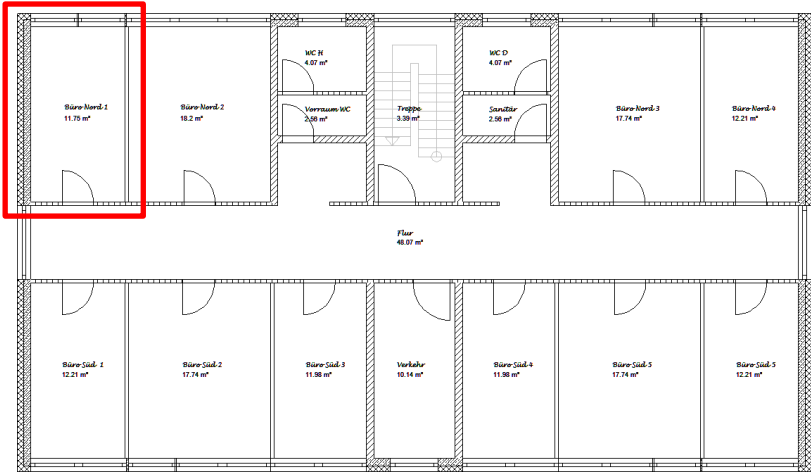 WC H
4.07 m²
WC D
4.07 m²
Büro Nord 1
11.75 m²
Büro Nord 2
18.2 m²
Vorraum WC
2.56 m²
Treppe
3.39 m²
Sanitär
2.56 m²
Büro Nord 3
17.74 m²
Büro Nord 4
12.21 m²
Flur
48.07 m²
Büro Süd 1
12.21 m²
Büro Süd 2
17.74 m²
Büro Süd 3
11.98 m²
Verkehr
10.14 m²
Büro Süd 4
11.98 m²
Büro Süd 5
17.74 m²
Büro Süd 5
12.21 m²